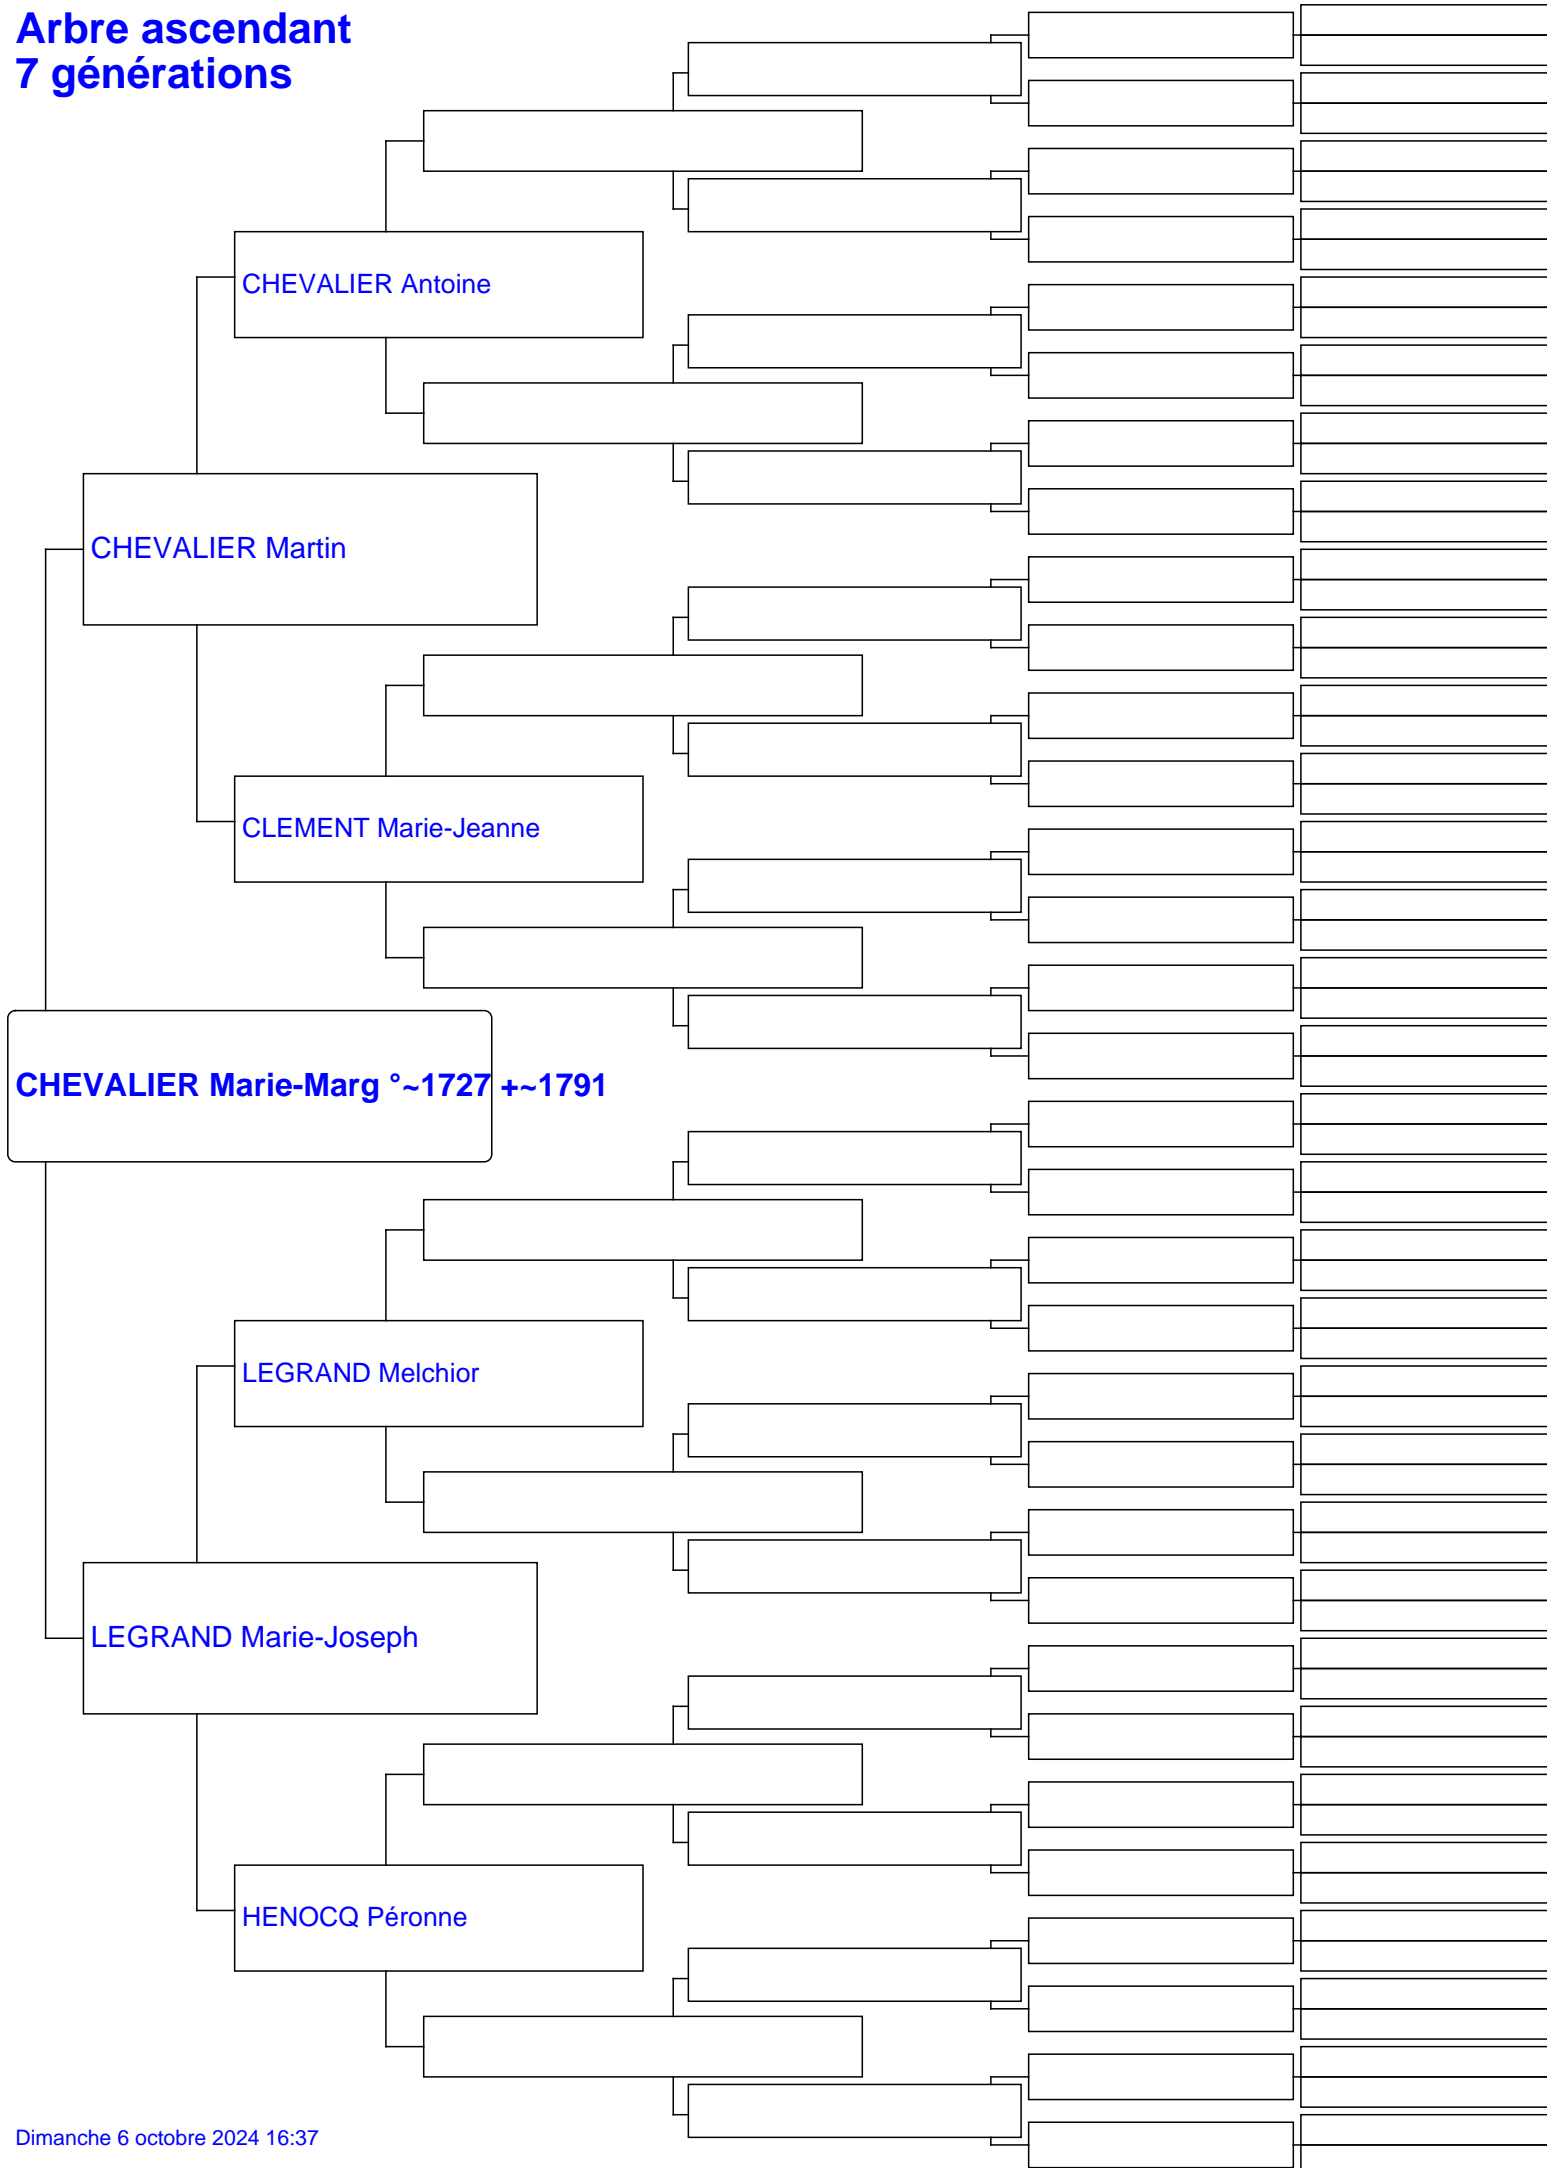 Arbre ascendant
7 générations
CHEVALIER Antoine
CHEVALIER Martin
CLEMENT Marie-Jeanne
CHEVALIER Marie-Marg °~1727 +~1791
LEGRAND Melchior
LEGRAND Marie-Joseph
HENOCQ Péronne
Dimanche 6 octobre 2024 16:37